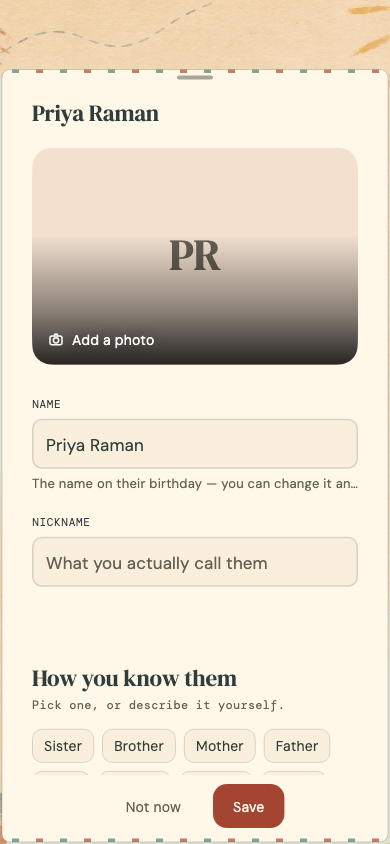 Priya Raman
PR
Add a photo
NAME
Priya Raman
The name on their birthday — you can change it an…
NICKNAME
What you actually call them
How you know them
Pick one, or describe it yourself.
Sister Brother Mother Father
Not now Save